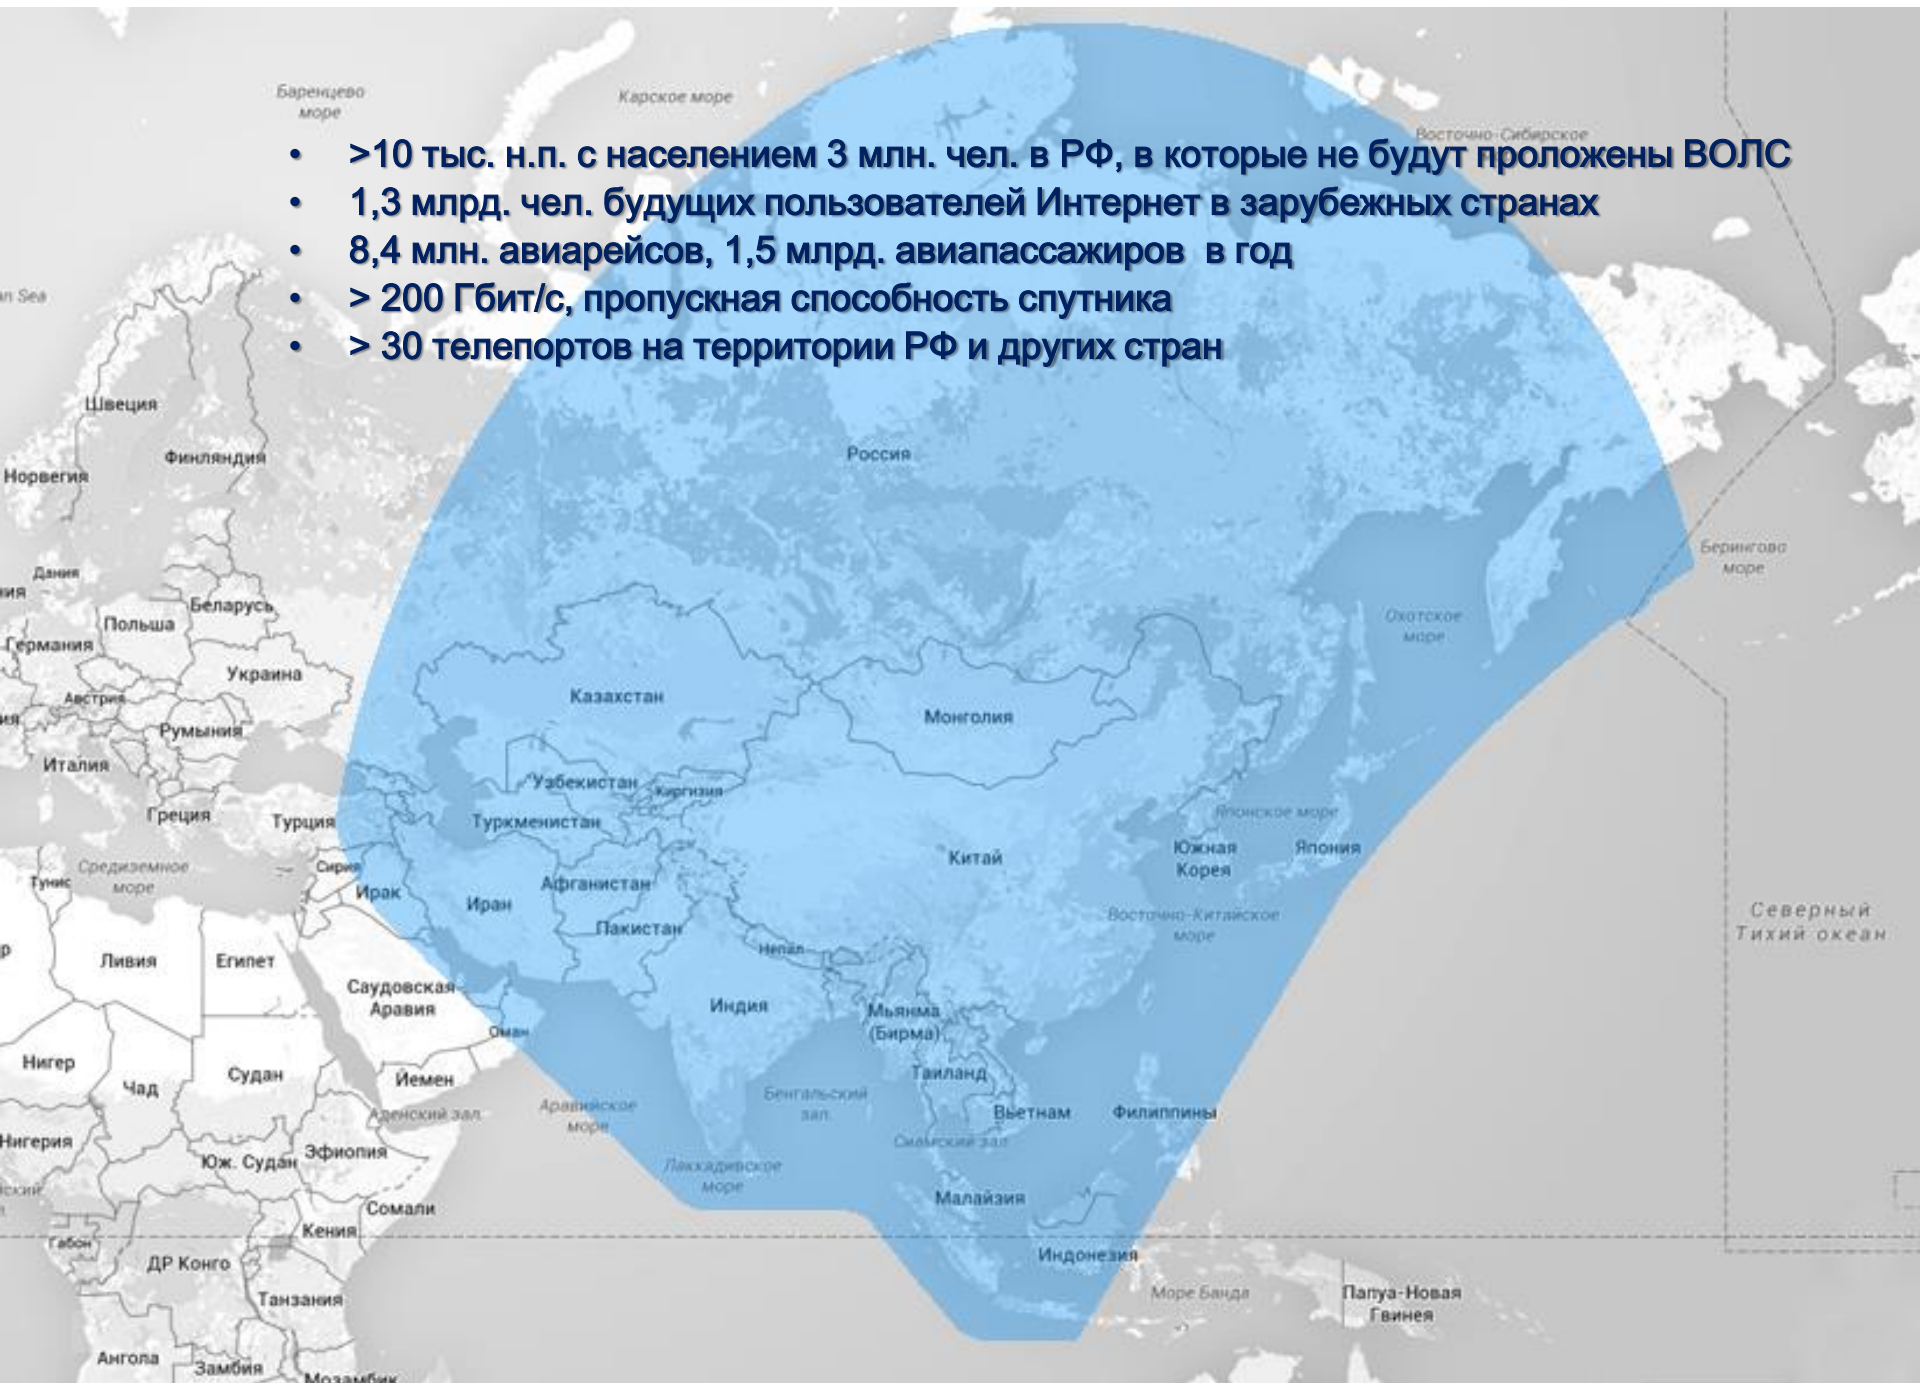 Баренцево
море
Карское море
Восточно-Сибирское
• >10 тыс. н.п. с населением 3 млн. чел. в РФ, в которые не будут проложены ВОЛС
• 1,3 млрд. чел. будущих пользователей Интернет в зарубежных странах
• 8,4 млн. авиарейсов, 1,5 млрд. авиапассажиров в год
• > 200 Гбит/с, пропускная способность спутника
• > 30 телепортов на территории РФ и других стран
Sea
Швеция
Финляндия
Норвегия
Россия
Дания
Берингово
море
Беларусь
Польша
Германия
Охотское
море
Украина
Австрия
Казахстан
Монголия
Румыния
Италия
Узбекистан
Киргизия
Греция
Турция
Туркменистан
Японское море
Южная
Корея
Япония
Китай
Средиземное
море
Тунис
Сирия
Ирак
Иран
Афганистан
Пакистан
Восточно-Китайское
море
Северный
Тихий океан
Непал
Ливия
Египет
Саудовская
Аравия
Индия
Мьянма
(Бирма)
Оман
Нигер
Чад
Судан
Йемен
Таиланд
Аденский зал.
Аравийское
море
Бенгальский
зал.
Вьетнам
Филиппины
Нигерия
Юж. Судан
Эфиопия
Сиамский зал.
Лаккадивское
море
Малайзия
Сомали
Кения
Габон
ДР Конго
Индонезия
Танзания
Море Банда
Папуа-Новая
Гвинея
Ангола
Замбия
Мозамбик